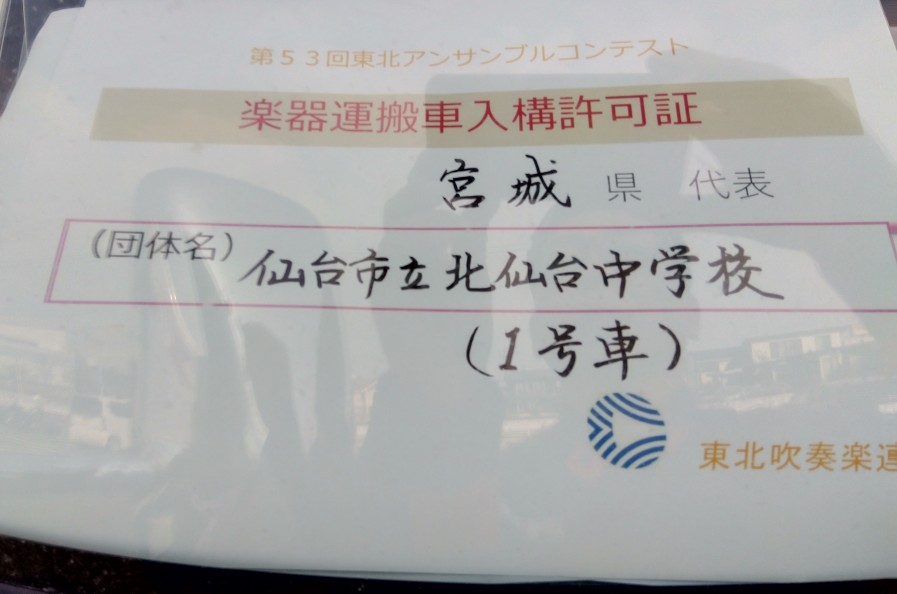 第５３回東北アンサンブルコンテスト
楽器運搬車入構許可証
宮城 県 代表
(団体名) 仙台市立北仙台中学校
(1号車)
東北吹奏楽連